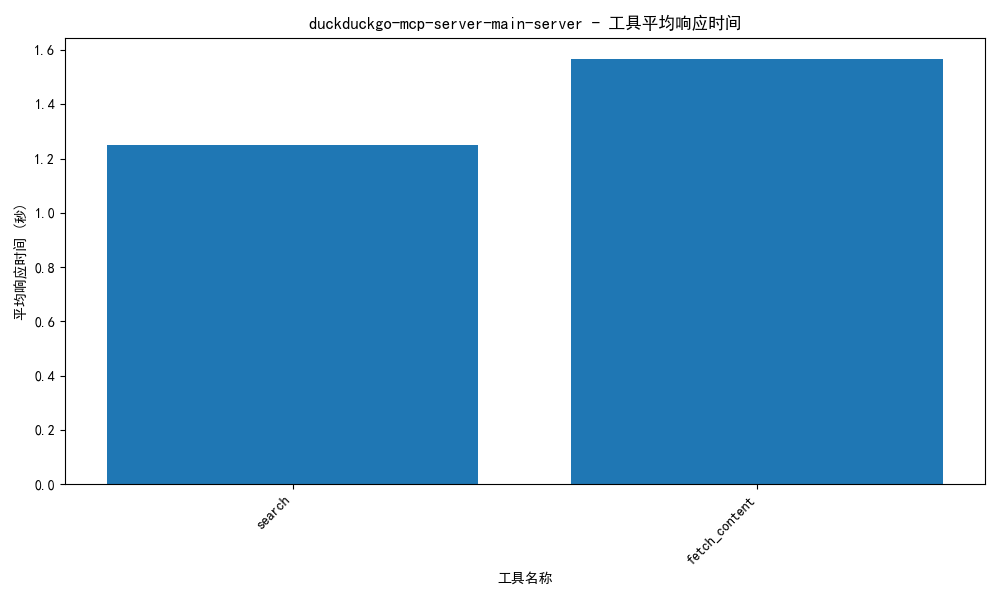 duckduckgo-mcp-server-main-server - 工具平均响应时间
平均响应时间 (秒)
1.6
1.4
1.2
1.0
0.8
0.6
0.4
0.2
0.0
search
fetch_content
工具名称